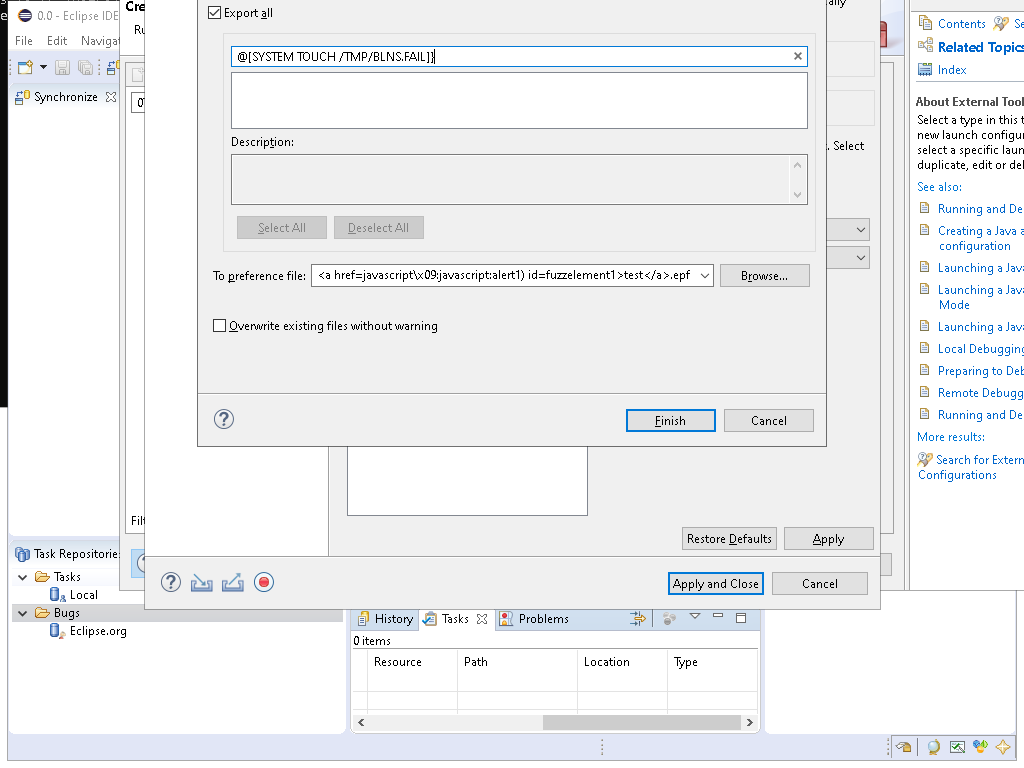 0.0 - Eclipse IDE
File Edit Navigat
Synchronize
Cre
Export all
@[SYSTEM TOUCH /TMP/BLNS.FAIL]}
Description:
Select All Deselect All
To preference file: <a href=javascript\x09:javascript:alert1) id=fuzzelement1>test</a>.epf Browse...
Overwrite existing files without warning
Finish Cancel
. Select
Restore Defaults Apply
Apply and Close Cancel
Filt
Contents Se
Related Topics
Index
About External Tool
Select a type in this t
new launch configur
select a specific laun
duplicate, edit or del
See also:
Running and De
Creating a Java a
configuration
Launching a Java
Launching a Java
Mode
Launching a Java
Local Debugging
Preparing to Deb
Remote Debugg
Running and De
More results:
Search for Extern
Configurations
Task Repositories
Tasks
Local
Bugs
Eclipse.org
History Tasks Problems
0 items
Resource Path Location Type